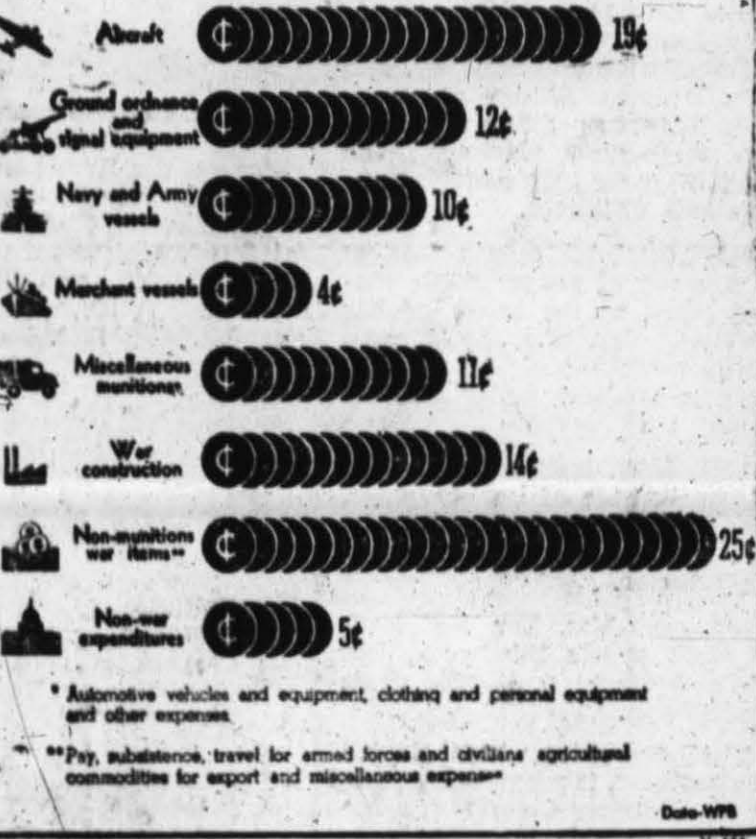 Aircraft 19¢
Ground ordnance
and
signal equipment 12¢
Navy and Army
vessels 10¢
Merchant vessels 4¢
Miscellaneous
munitions* 11¢
War
construction 14¢
Non-munitions
war items** 25¢
Non-war
expenditures 5¢
* Automotive vehicles and equipment, clothing and personal equipment
and other expenses
** Pay, subsistence, travel for armed forces and civilians agricultural
commodities for export and miscellaneous expenses
Data-WPB